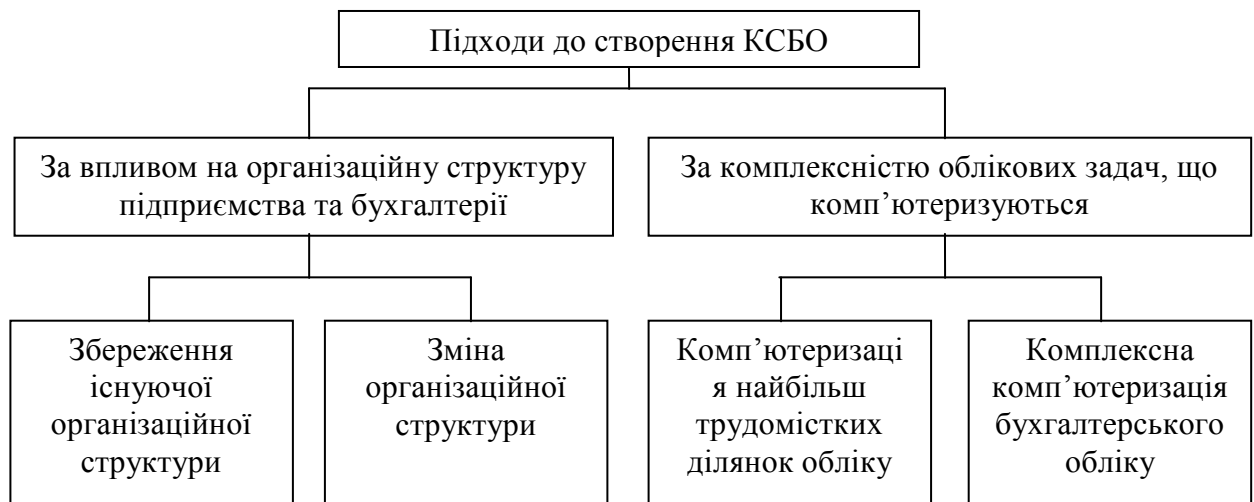 Підходи до створення КСБО
За впливом на організаційну структуру
підприємства та бухгалтерії
За комплексністю облікових задач, що
комп’ютеризуються
Збереження
існуючої
організаційної
структури
Зміна
організаційної
структури
Комп’ютеризаці
я найбільш
трудомістких
ділянок обліку
Комплексна
комп’ютеризація
бухгалтерського
обліку